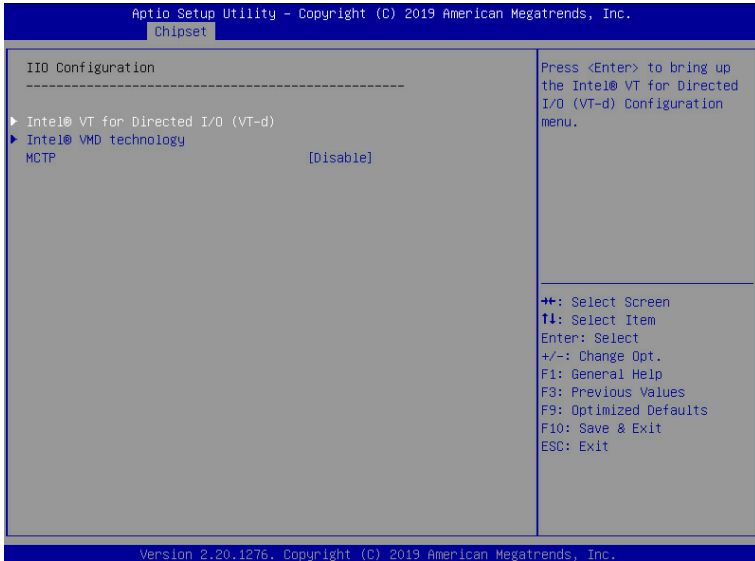 Aptio Setup Utility – Copyright (C) 2019 American Megatrends, Inc.
Chipset
IIO Configuration
------------------------------------------------
Intel® VT for Directed I/O (VT-d)
Intel® VMD technology
MCTP [Disable]
Press <Enter> to bring up
the Intel® VT for Directed
I/O (VT-d) Configuration
menu.
→←: Select Screen
↑↓: Select Item
Enter: Select
+/-: Change Opt.
F1: General Help
F3: Previous Values
F9: Optimized Defaults
F10: Save & Exit
ESC: Exit
Version 2.20.1276. Copyright (C) 2019 American Megatrends, Inc.